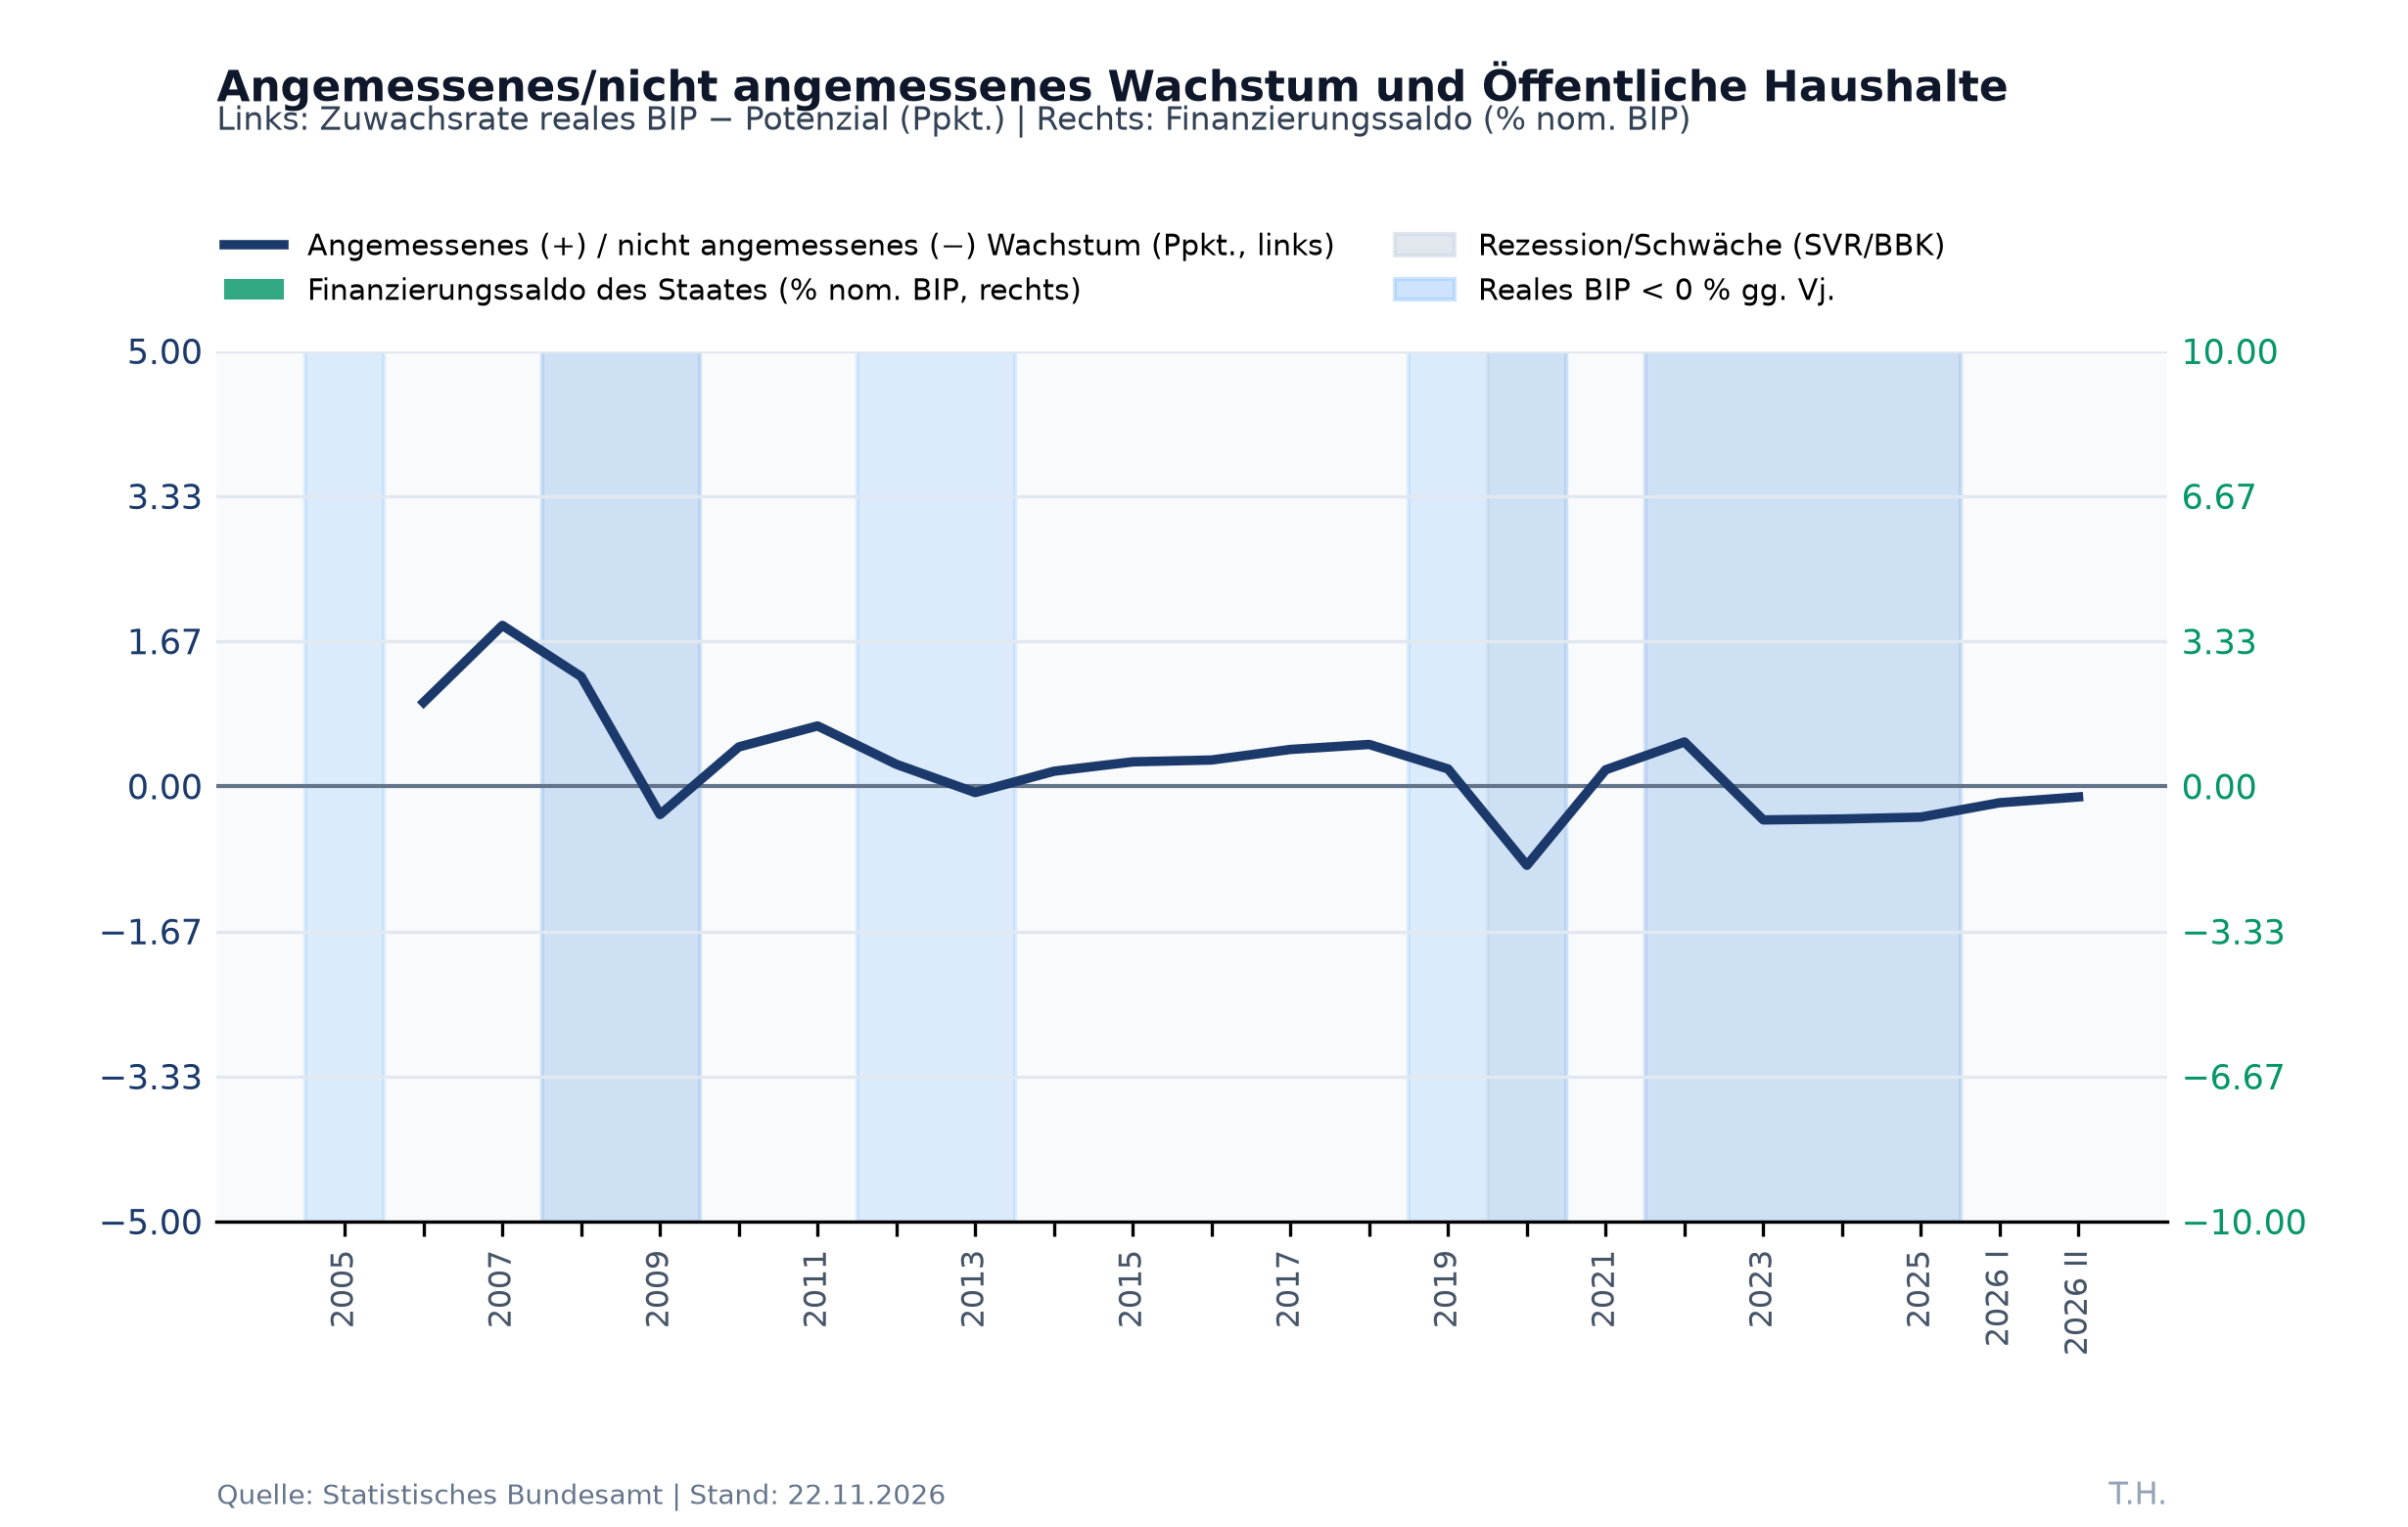 Angemessenes/nicht angemessenes Wachstum und Öffentliche Haushalte
Links: Zuwachsrate reales BIP − Potenzial (Ppkt.) | Rechts: Finanzierungssaldo (% nom. BIP)
Angemessenes (+) / nicht angemessenes (−) Wachstum (Ppkt., links)
Finanzierungssaldo des Staates (% nom. BIP, rechts)
Rezession/Schwäche (SVR/BBK)
Reales BIP < 0 % gg. Vj.
5.00
3.33
1.67
0.00
−1.67
−3.33
−5.00
10.00
6.67
3.33
0.00
−3.33
−6.67
−10.00
2005
2007
2009
2011
2013
2015
2017
2019
2021
2023
2025
2026 I
2026 II
Quelle: Statistisches Bundesamt | Stand: 22.11.2026
T.H.